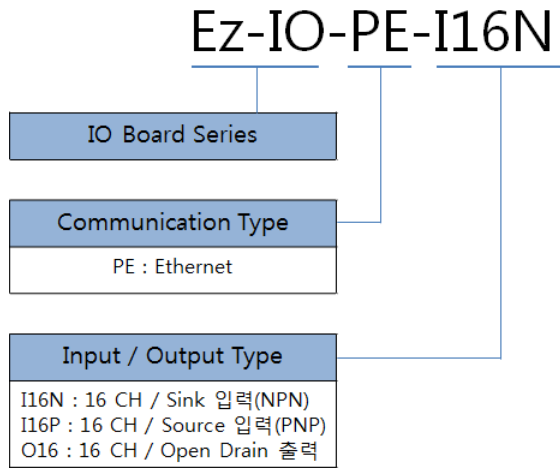 Ez-IO-PE-I16N
IO Board Series
Communication Type
PE : Ethernet
Input / Output Type
I16N : 16 CH / Sink 입력(NPN)
I16P : 16 CH / Source 입력(PNP)
O16 : 16 CH / Open Drain 출력